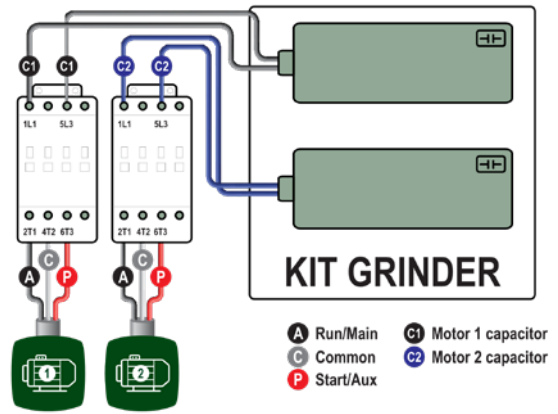 C1 C1 C2 C2
1L1 5L3 1L1 5L3
2T1 4T2 6T3 2T1 4T2 6T3
C C
A P A P
1 2
KIT GRINDER
A Run/Main C1 Motor 1 capacitor
C Common C2 Motor 2 capacitor
P Start/Aux